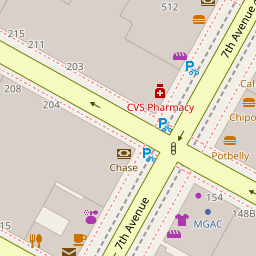 512
215
211
7th Avenue
203
Caf
208
204
CVS Pharmacy
Chipo
Potbelly
Chase
154
215
148B
MGAC
7th Avenue